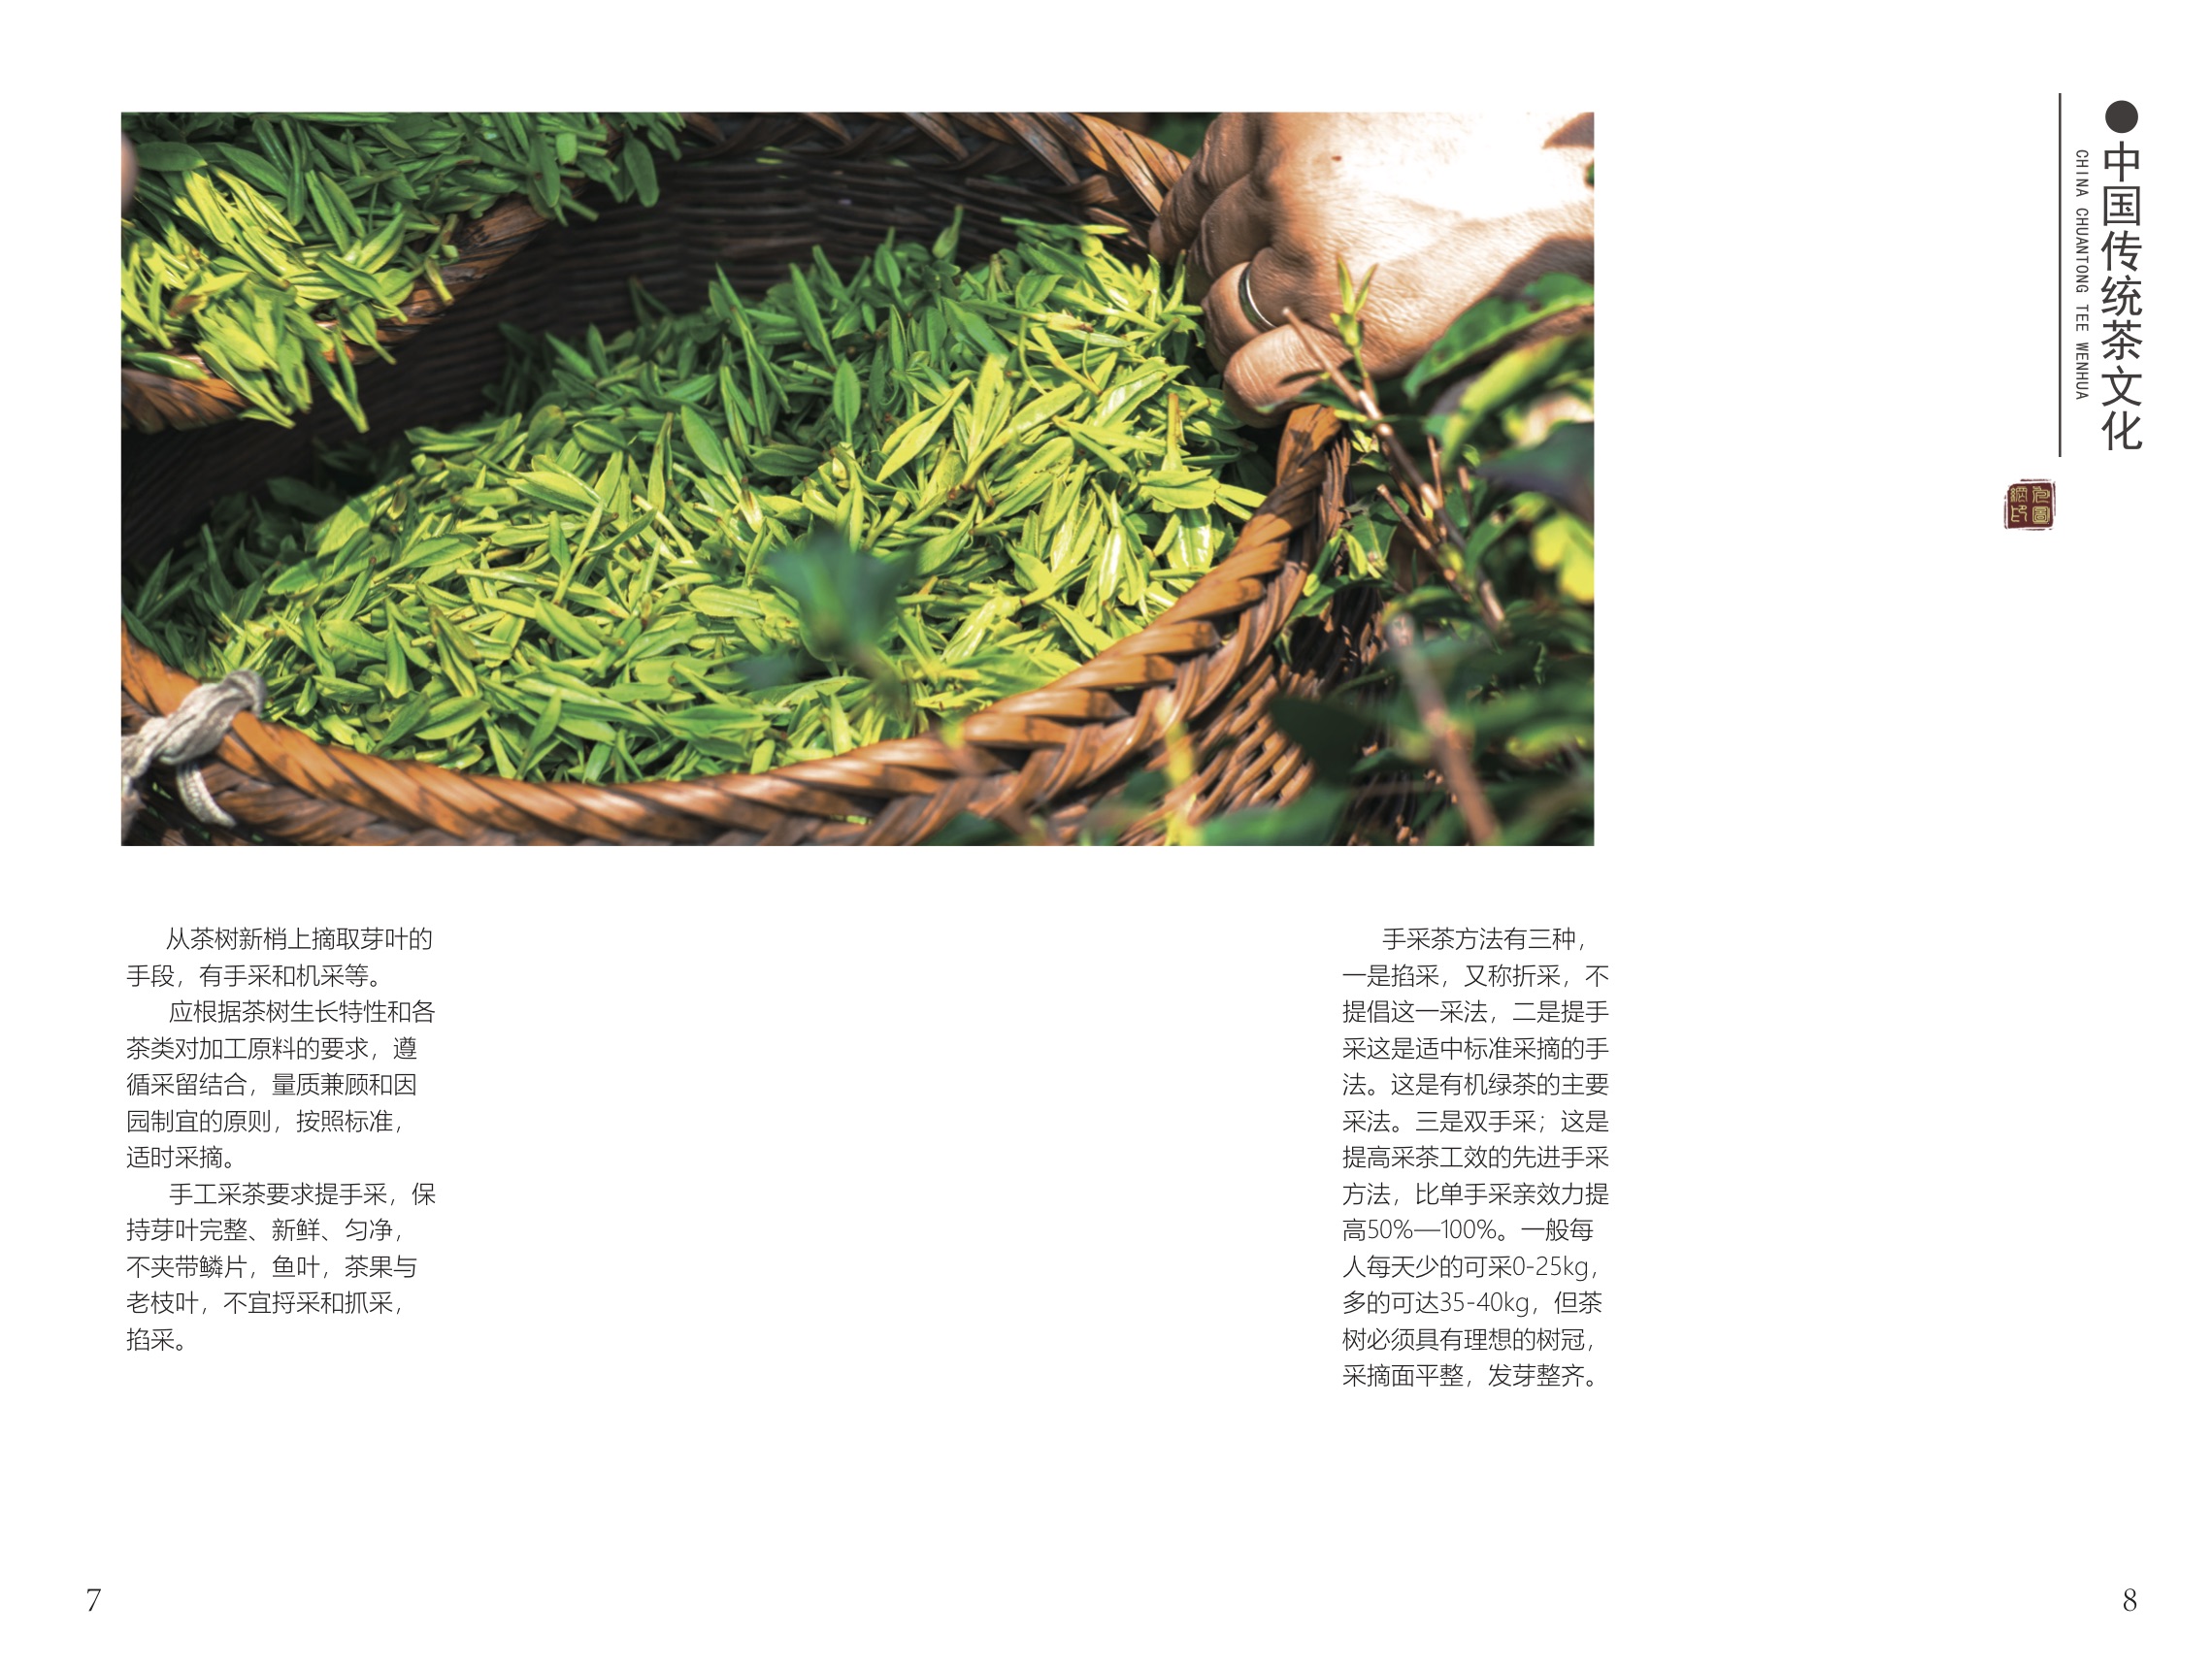 中国传统茶文化
CHINA CHUANTONG TEE WENHUA
从茶树新梢上摘取芽叶的
手段，有手采和机采等。
应根据茶树生长特性和各
茶类对加工原料的要求，遵
循采留结合，量质兼顾和因
园制宜的原则，按照标准，
适时采摘。
手工采茶要求提手采，保
持芽叶完整、新鲜、匀净，
不夹带鳞片，鱼叶，茶果与
老枝叶，不宜捋采和抓采，
掐采。
手采茶方法有三种，
一是掐采，又称折采，不
提倡这一采法，二是提手
采这是适中标准采摘的手
法。这是有机绿茶的主要
采法。三是双手采；这是
提高采茶工效的先进手采
方法，比单手采亲效力提
高50%—100%。一般每
人每天少的可采0-25kg，
多的可达35-40kg，但茶
树必须具有理想的树冠，
采摘面平整，发芽整齐。
7
8